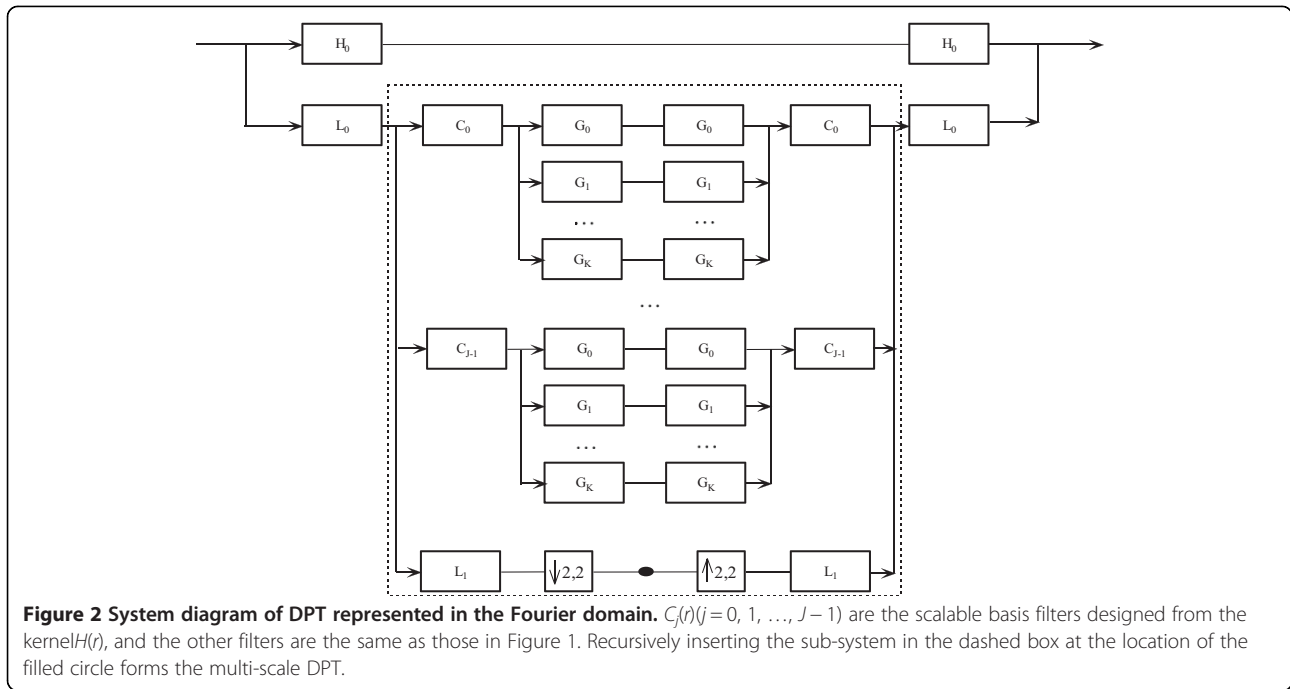 H0 H0
L0 C0 G0 G0 C0 L0
G1 G1
… …
GK GK
…
CJ-1 G0 G0 CJ-1
G1 G1
… …
GK GK
L1 ↓2,2 ↑2,2 L1
Figure 2 System diagram of DPT represented in the Fourier domain. Cj(r)(j = 0, 1, …, J − 1) are the scalable basis filters designed from the
kernelH(r), and the other filters are the same as those in Figure 1. Recursively inserting the sub-system in the dashed box at the location of the
filled circle forms the multi-scale DPT.